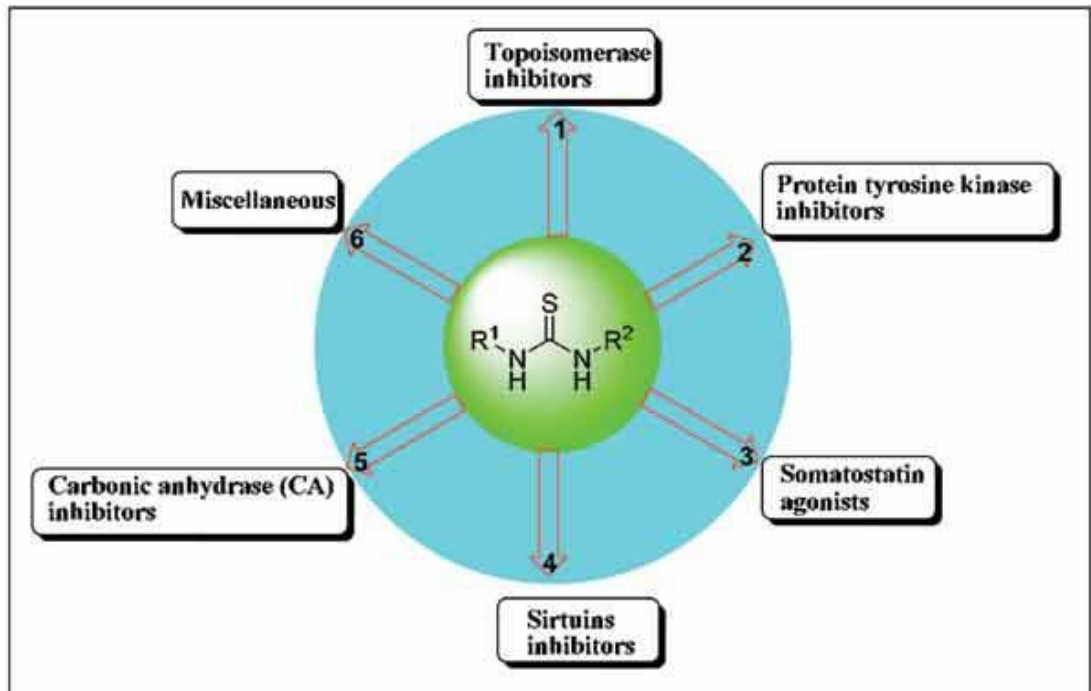 Topoisomerase
inhibitors
1
Protein tyrosine kinase
inhibitors
2
Somatostatin
agonists
3
Sirtuins
inhibitors
4
Carbonic anhydrase (CA)
inhibitors
5
Miscellaneous
6
S
R1 N H N H R2